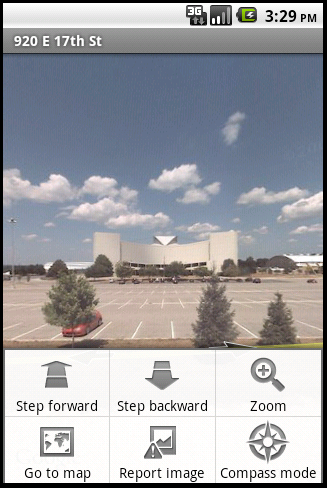 3G 3:29 PM
920 E 17th St
Step forward Step backward Zoom
Go to map Report image Compass mode